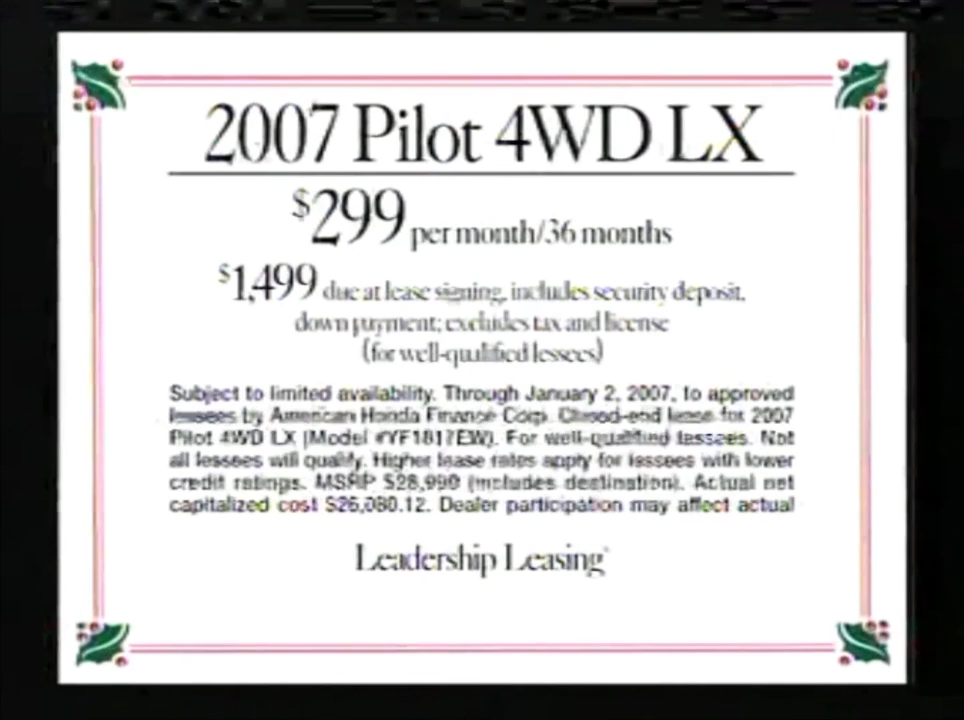 2007 Pilot 4WD LX
$299 per month/36 months
$1,499 due at lease signing, includes security deposit,
down payment; excludes tax and license
(for well-qualified lessees)
Subject to limited availability. Through January 2, 2007, to approved
lessees by American Honda Finance Corp. Closed-end lease for 2007
Pilot 4WD LX (Model For well-qualified lessees. Not
all lessees will qualify. Higher lease rates apply for lessees with lower
credit ratings. MSRP $28,990 (includes destination). Actual net
capitalized cost $26,080.12. Dealer participation may affect actual
Leadership Leasing